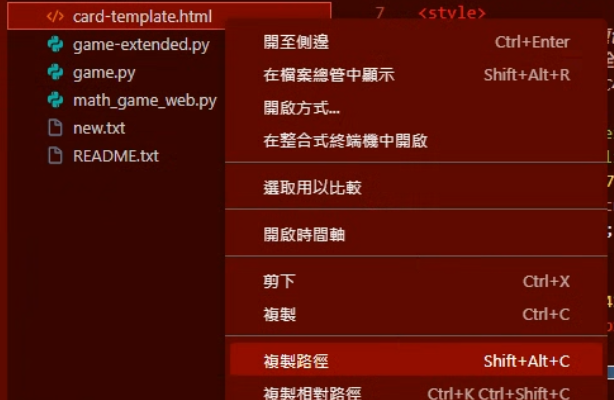 card-template.html
game-extended.py
game.py
math_game_web.py
new.txt
README.txt
7 <style>
開至側邊 Ctrl+Enter
在檔案總管中顯示 Shift+Alt+R
開啟方式...
在整合式終端機中開啟
選取用以比較
開啟時間軸
剪下 Ctrl+X
複製 Ctrl+C
複製路徑 Shift+Alt+C
複製相對路徑 Ctrl+K Ctrl+Shift+C